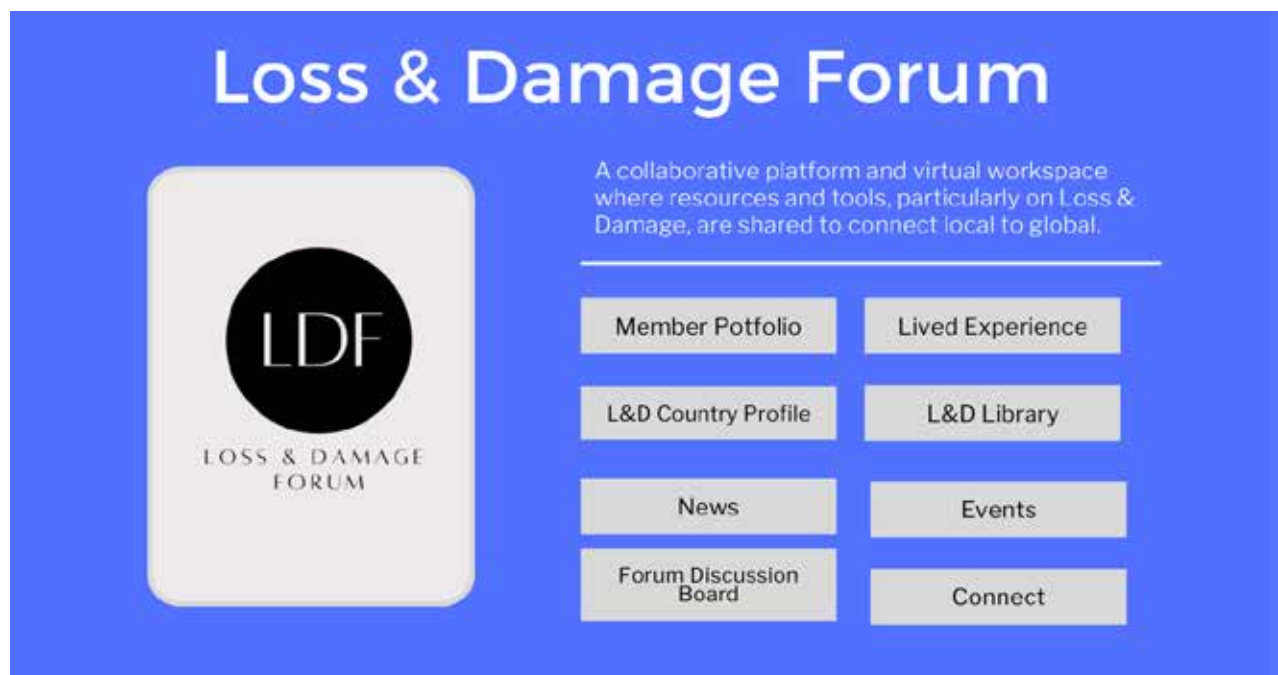 Loss & Damage Forum
A collaborative platform and virtual workspace
where resources and tools, particularly on Loss &
Damage, are shared to connect local to global.
LDF
LOSS & DAMAGE
FORUM
Member Potfolio
Lived Experience
L&D Country Profile
L&D Library
News
Events
Forum Discussion
Board
Connect